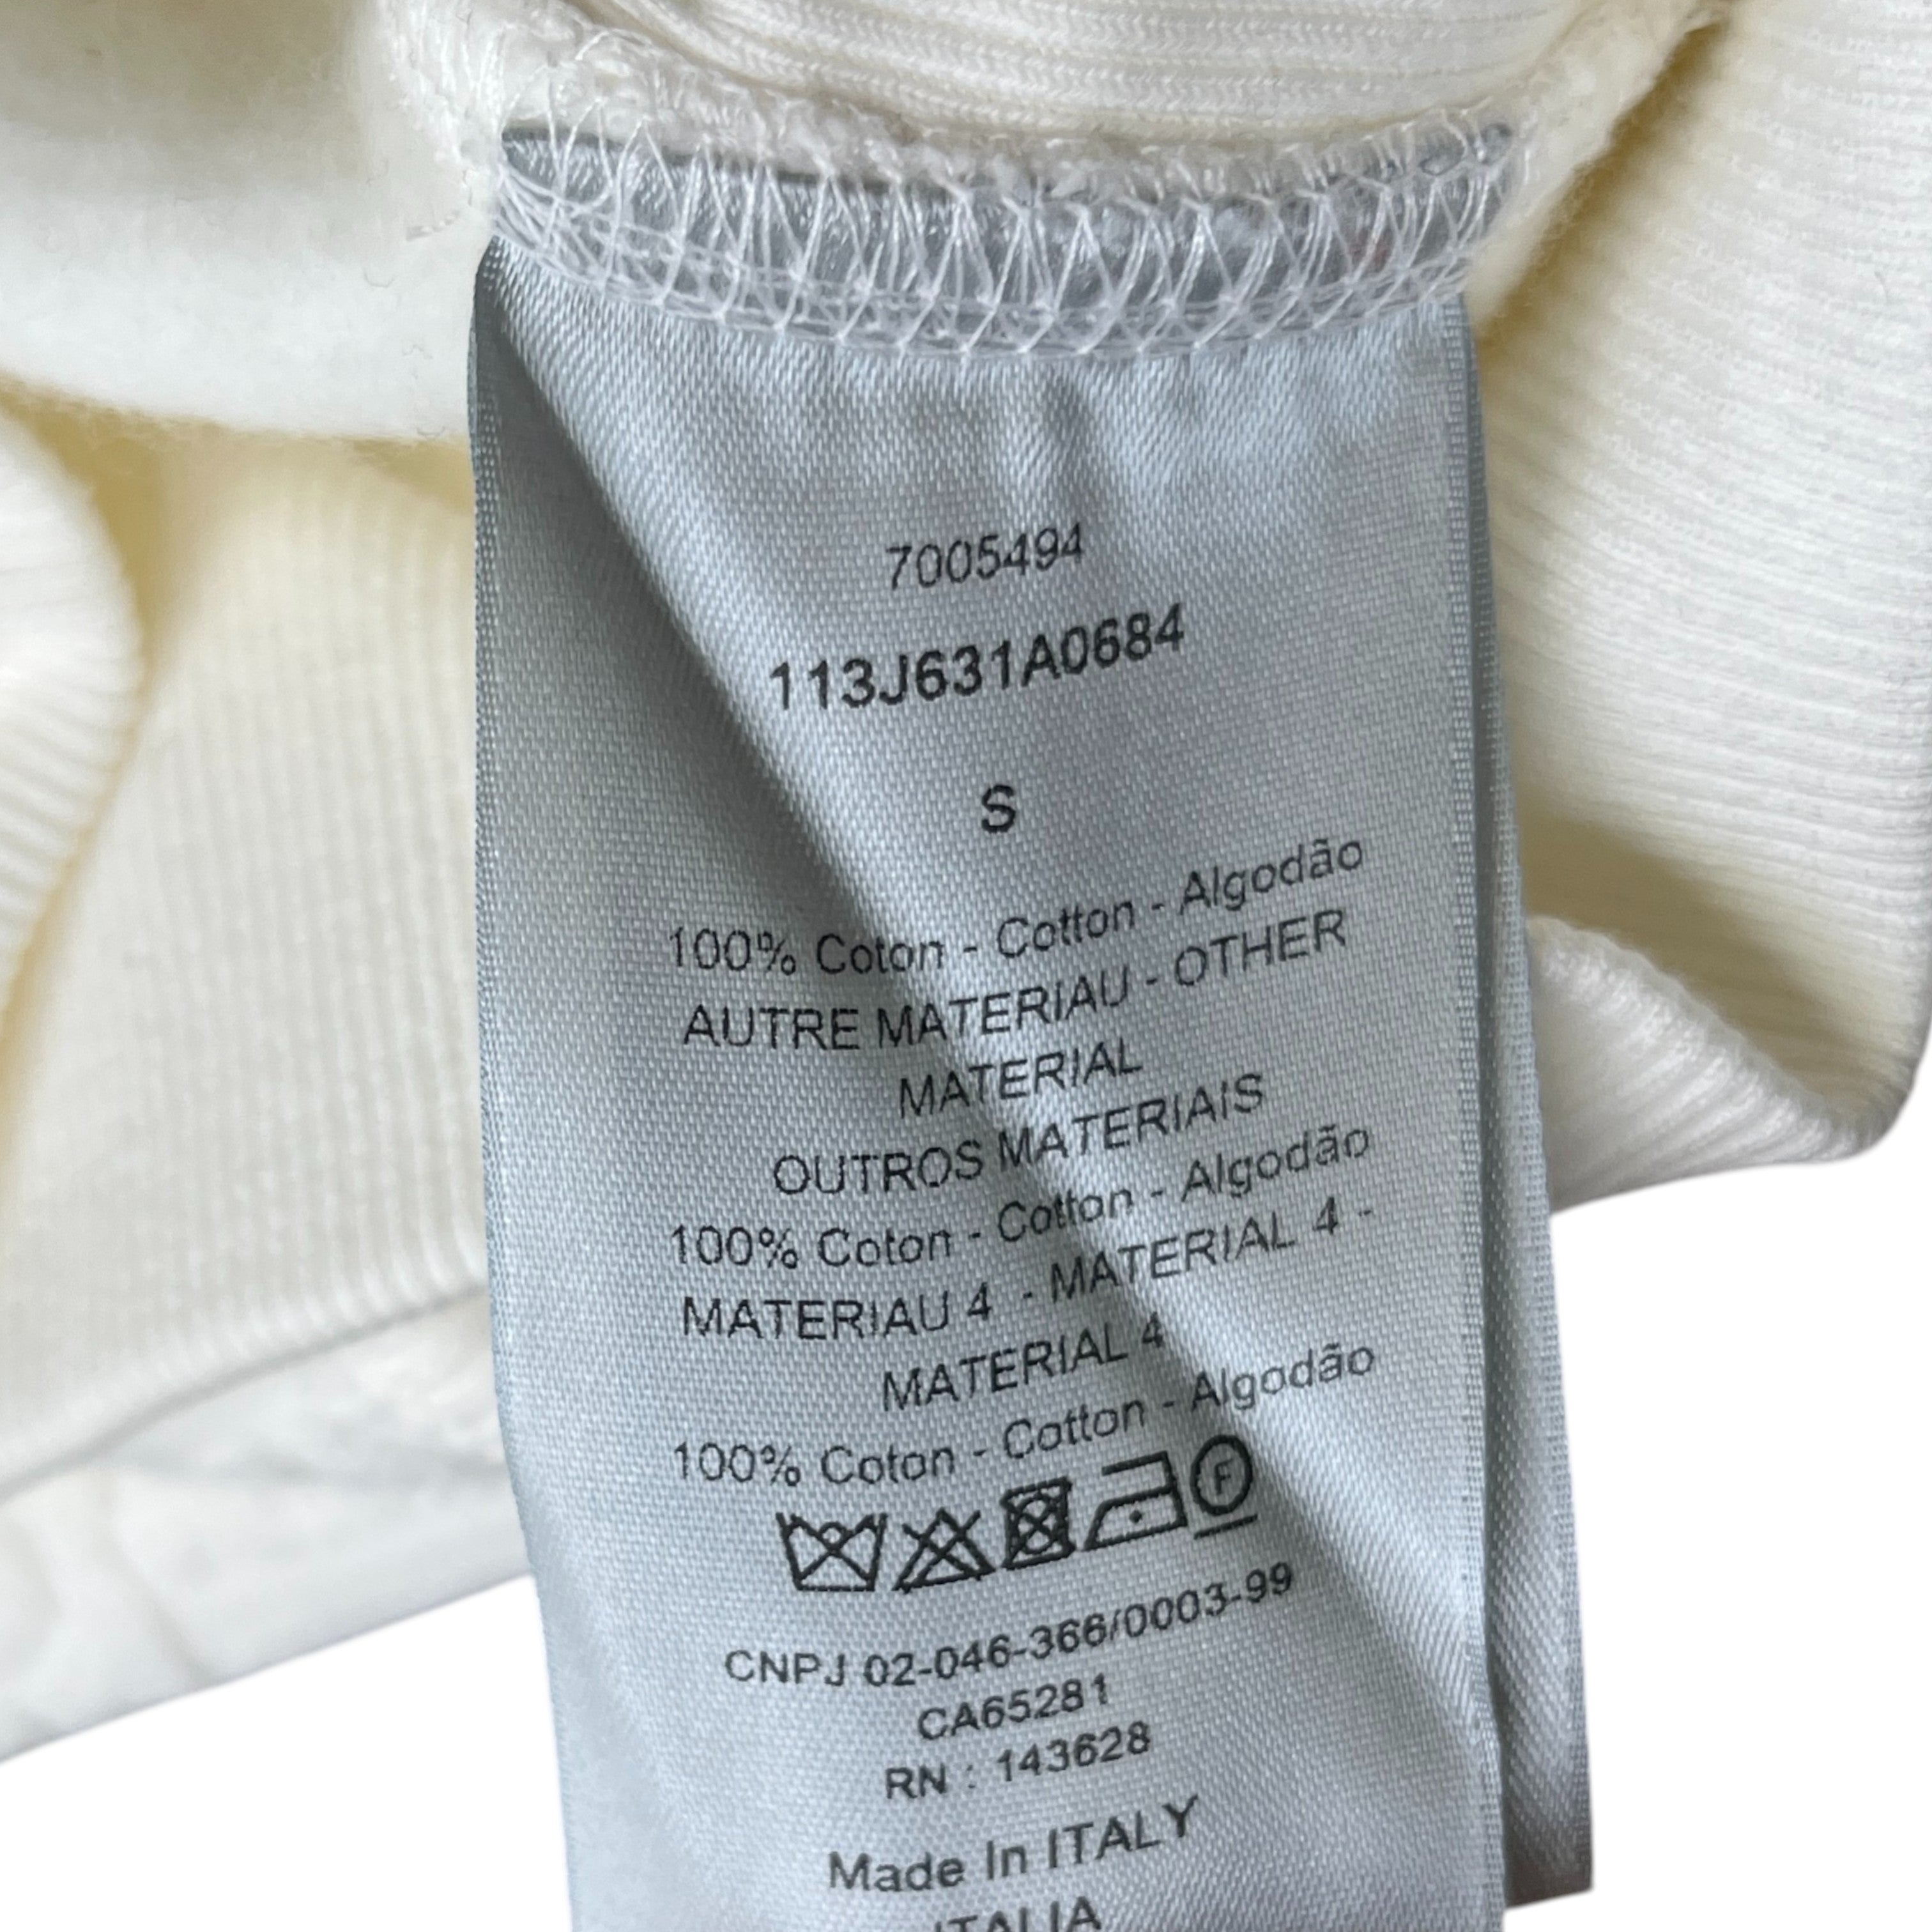 7005494
113J631A0684
S
100% Coton - Cotton - Algodão
AUTRE MATERIAU - OTHER
MATERIAL
OUTROS MATERIAIS
100% Coton - Cotton - Algodão
MATERIAU 4 - MATERIAL 4 -
MATERIAL 4
100% Coton - Cotton - Algodão
F
CNPJ 02-046-366/0003-99
CA65281
RN : 143628
Made In ITALY
ITALIA